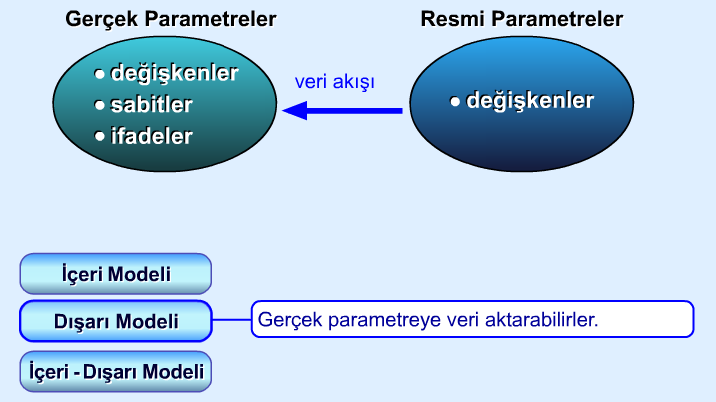 Gerçek Parametreler
Resmi Parametreler
• değişkenler
• sabitler
• ifadeler
veri akışı
• değişkenler
İçeri Modeli
Dışarı Modeli
Gerçek parametreye veri aktarabilirler.
İçeri - Dışarı Modeli